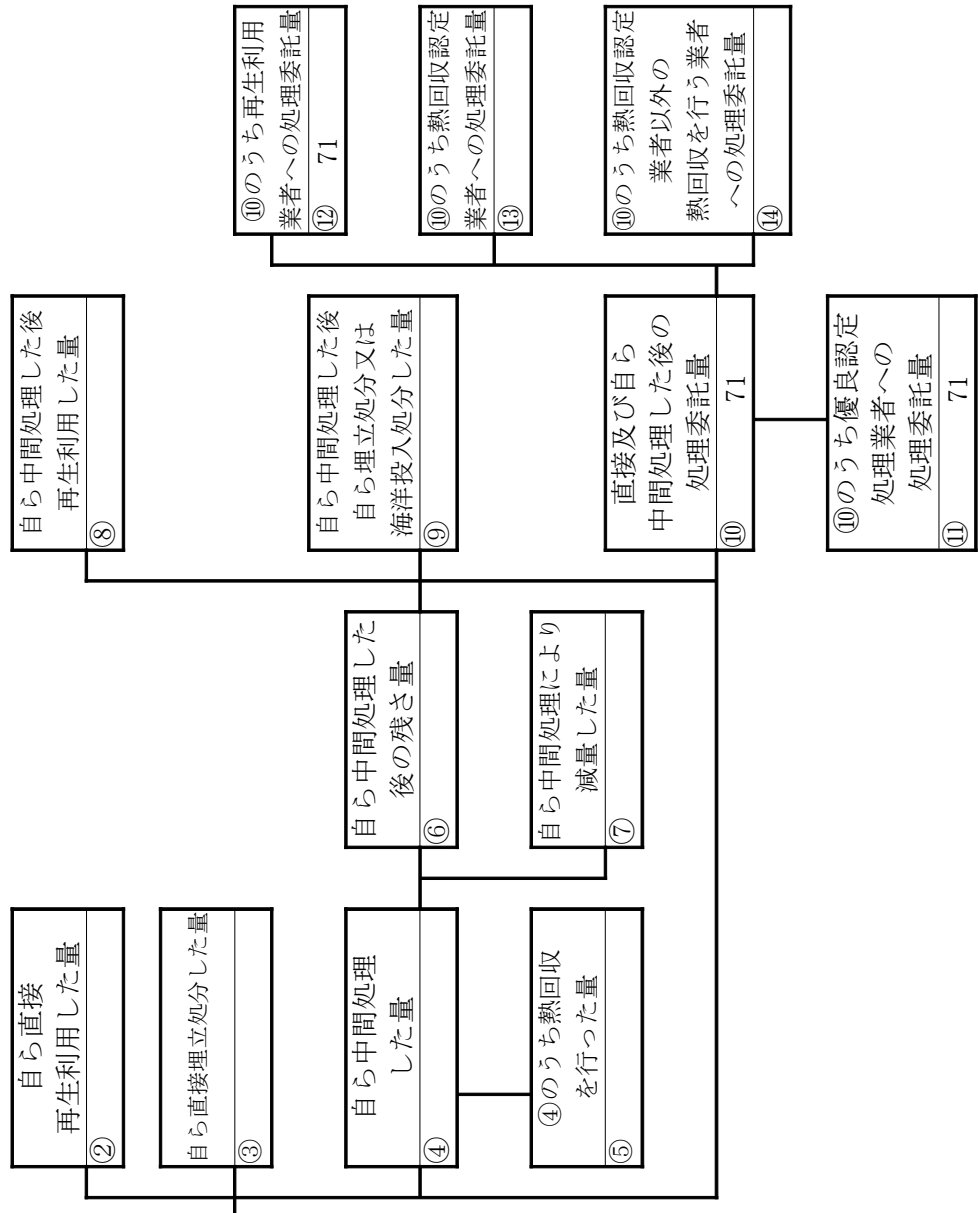 自ら直接
再生利用した量
②
自ら直接埋立処分した量
③
自ら中間処理
した量
④
④のうち熱回収
を行った量
⑤
自ら中間処理した
後の残さ量
⑥
自ら中間処理により
減量した量
⑦
自ら中間処理した後
再生利用した量
⑧
自ら中間処理した後
自ら埋立処分又は
海洋投入処分した量
⑨
直接及び自ら
中間処理した後の
処理委託量
⑩ 71
⑩のうち優良認定
処理業者への
処理委託量
⑪ 71
⑩のうち再生利用
業者への処理委託量
⑫ 71
⑩のうち熱回収認定
業者への処理委託量
⑬
⑩のうち熱回収認定
業者以外の
熱回収を行う業者
への処理委託量
⑭